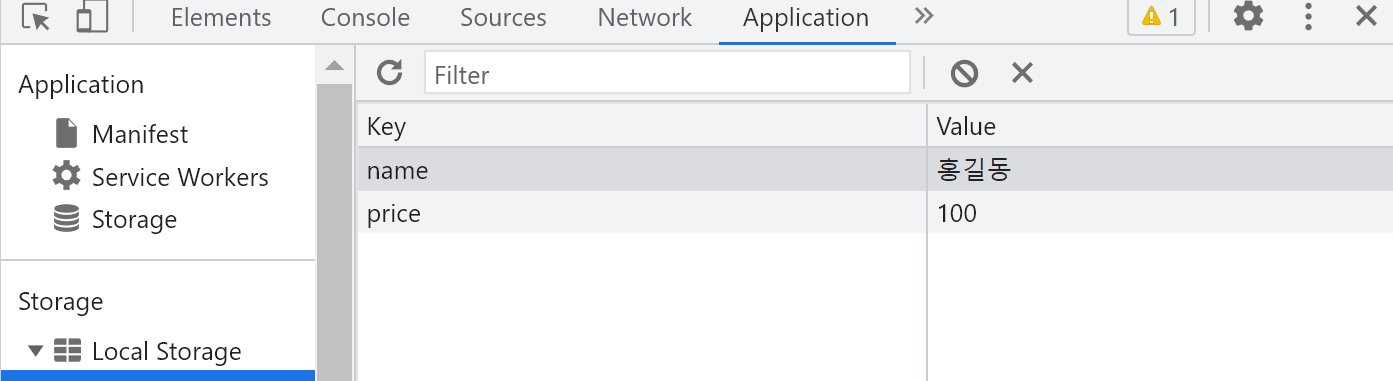 Elements Console Sources Network Application 1
Application
Manifest
Service Workers
Storage
Storage
Local Storage
Filter
Key Value
name 홍길동
price 100